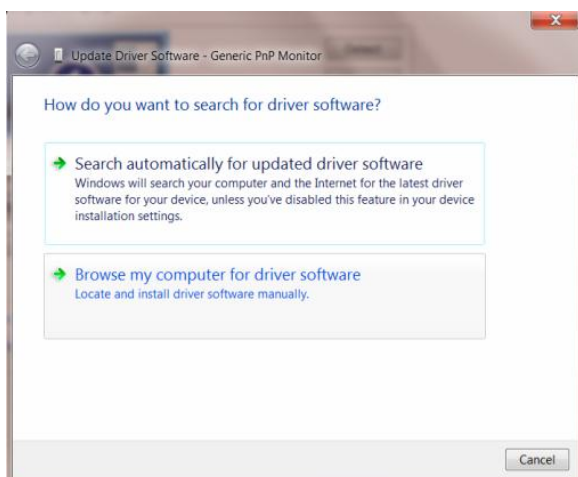 Update Driver Software - Generic PnP Monitor
How do you want to search for driver software?
Search automatically for updated driver software
Windows will search your computer and the Internet for the latest driver
software for your device, unless you've disabled this feature in your device
installation settings.
Browse my computer for driver software
Locate and install driver software manually.
Cancel